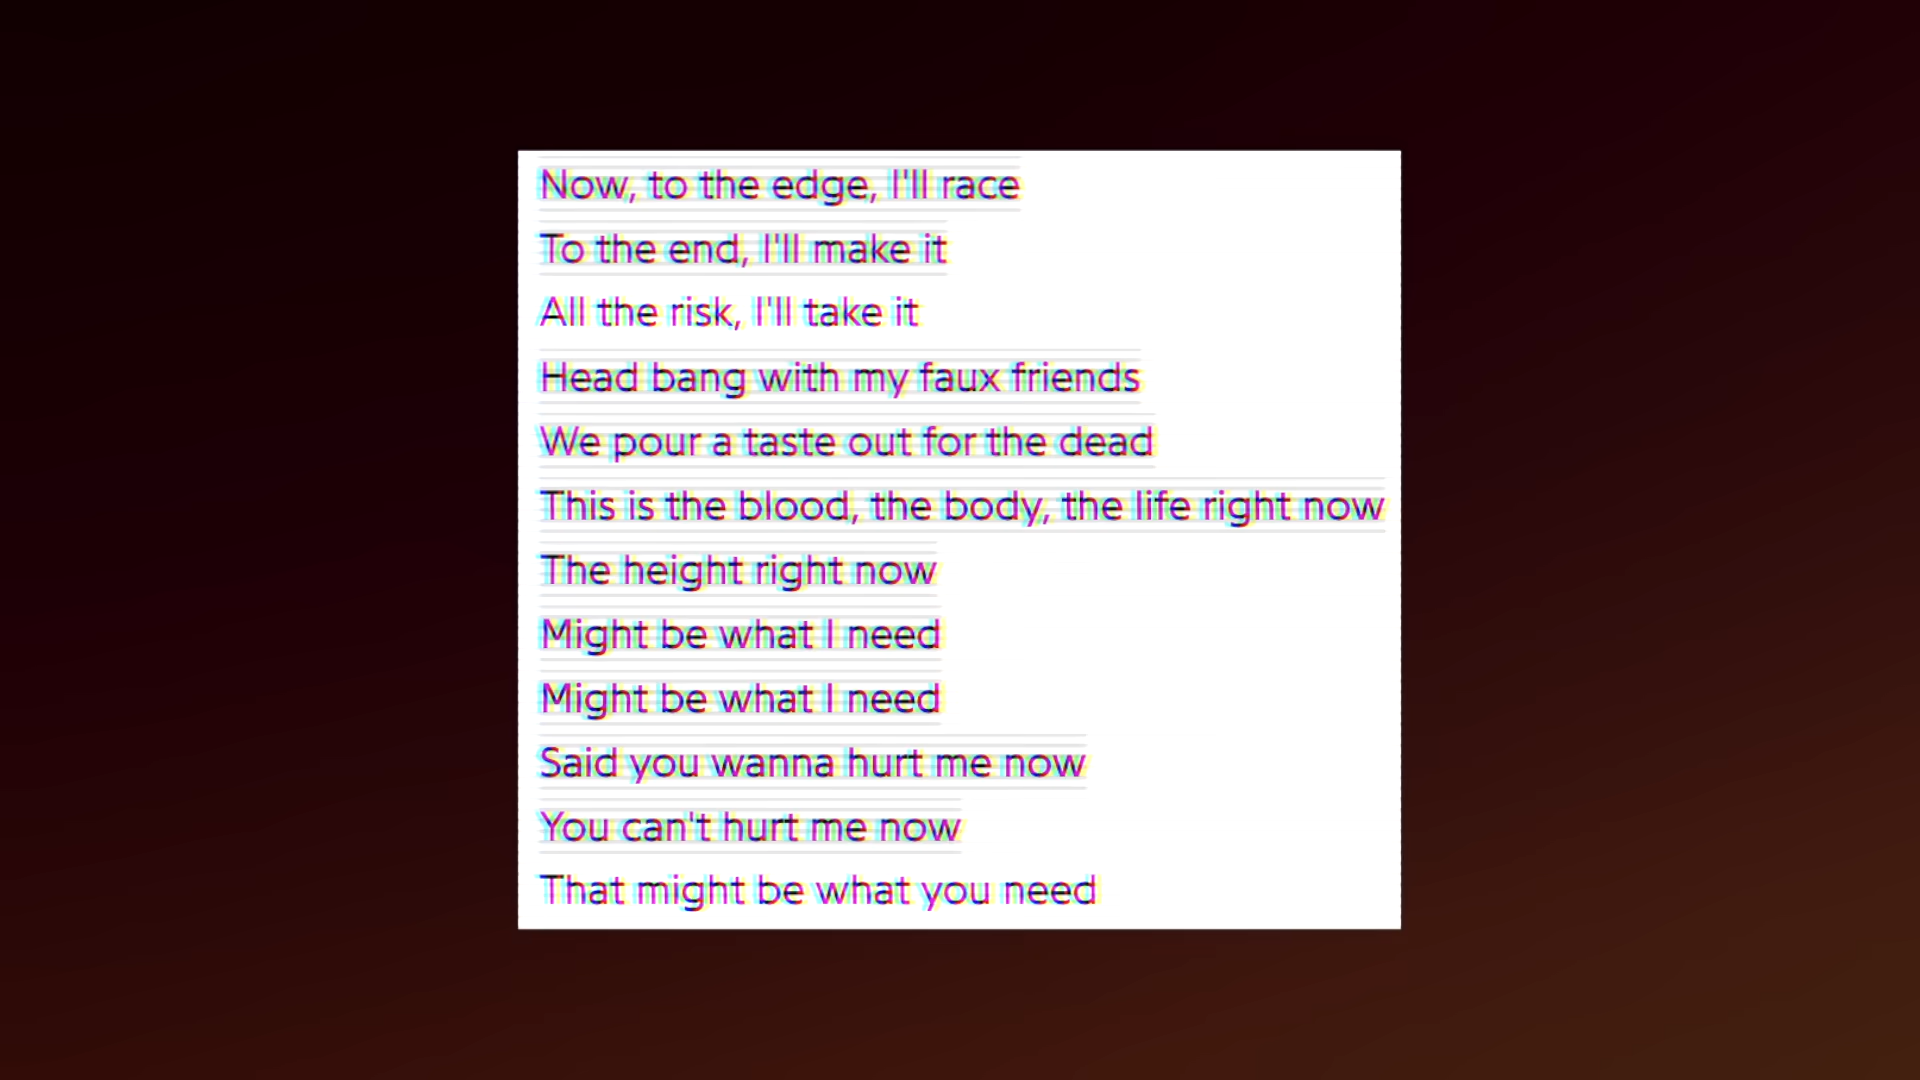 Now, to the edge, I'll race
To the end, I'll make it
All the risk, I'll take it
Head bang with my faux friends
We pour a taste out for the dead
This is the blood, the body, the life right now
The height right now
Might be what I need
Might be what I need
Said you wanna hurt me now
You can't hurt me now
That might be what you need